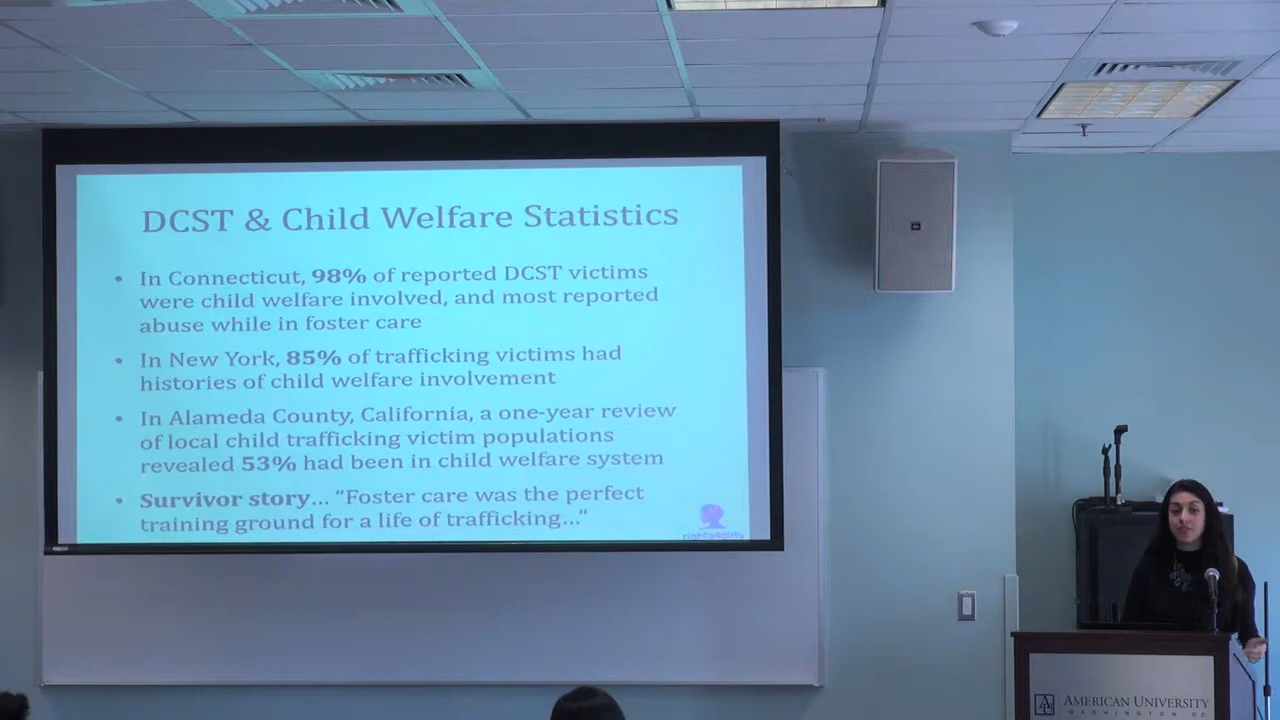 DCST & Child Welfare Statistics
• In Connecticut, 98% of reported DCST victims
were child welfare involved, and most reported
abuse while in foster care
• In New York, 85% of trafficking victims had
histories of child welfare involvement
• In Alameda County, California, a one-year review
of local child trafficking victim populations
revealed 53% had been in child welfare system
• Survivor story… “Foster care was the perfect
training ground for a life of trafficking…”
rights4girls
AMERICAN UNIVERSITY
WASHINGTON, DC